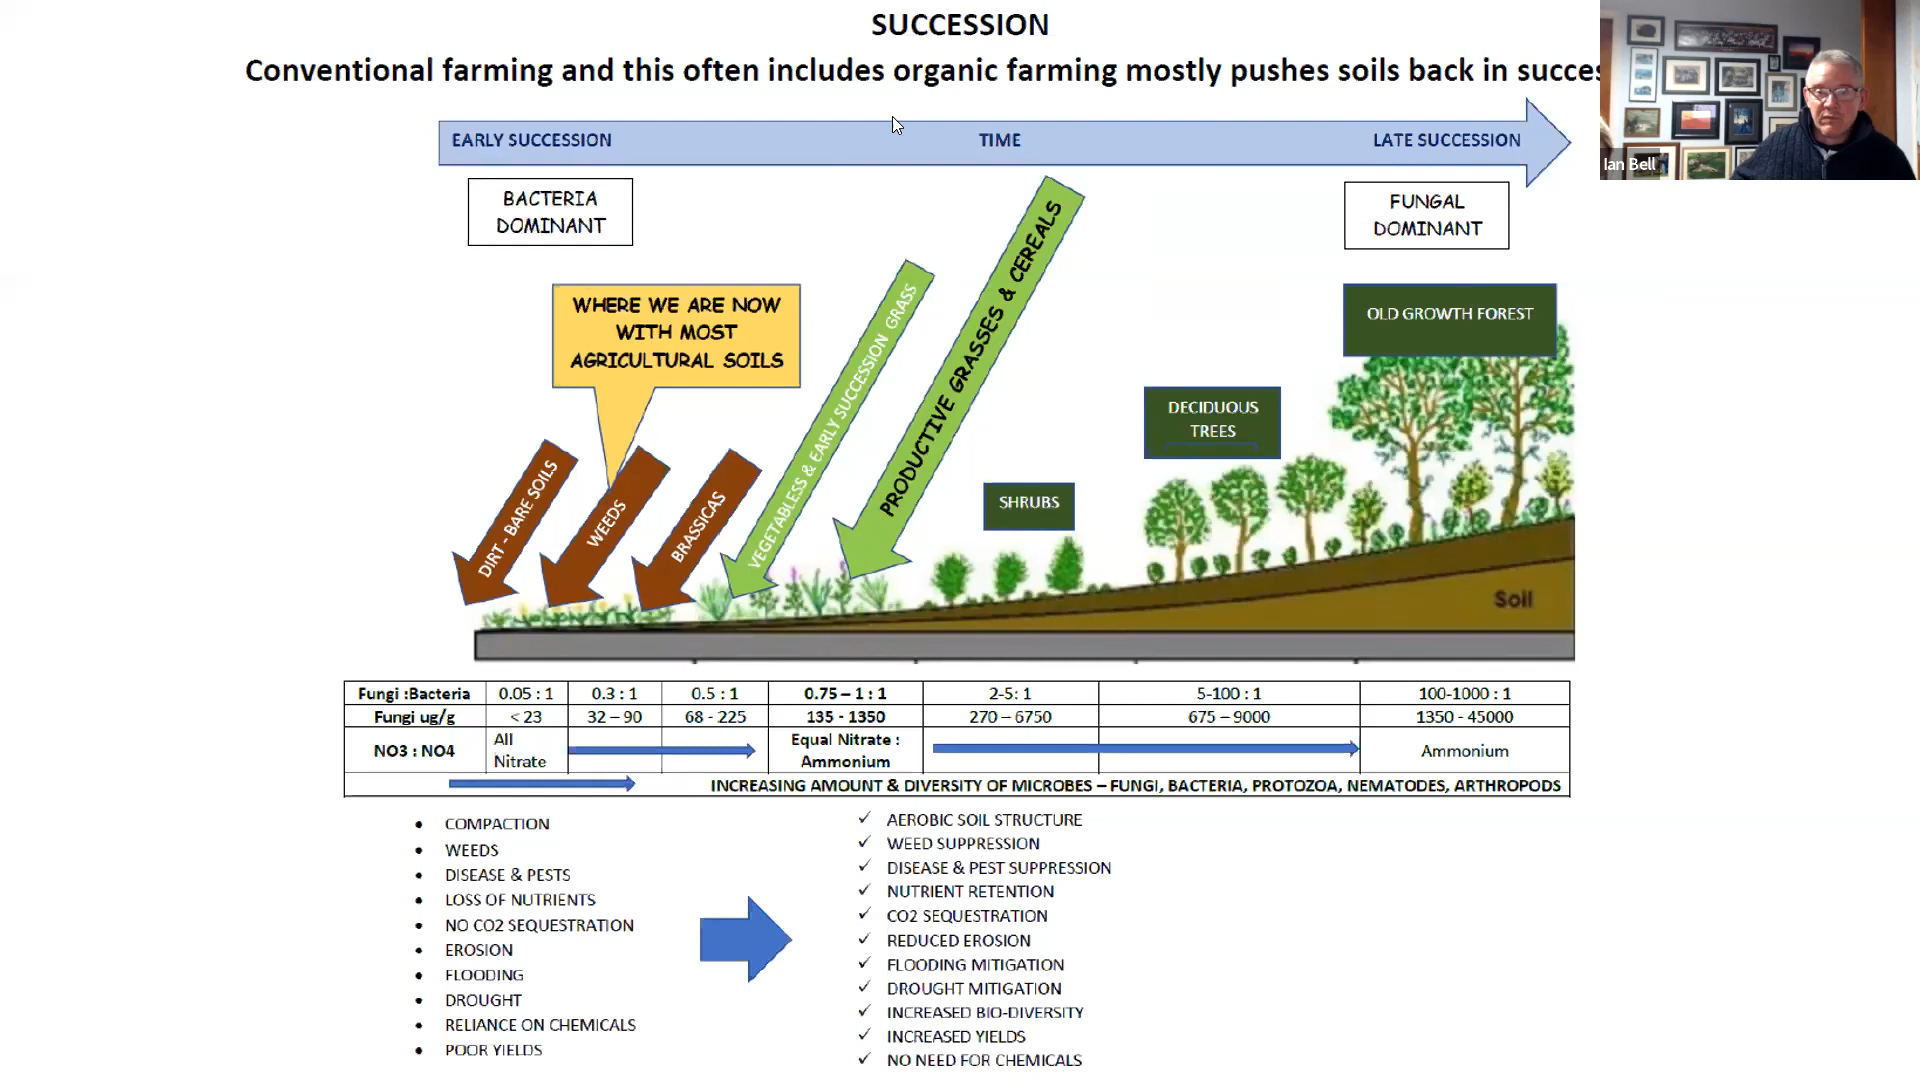 SUCCESSION
Conventional farming and this often includes organic farming mostly pushes soils back in succes
Ian Bell
EARLY SUCCESSION
TIME
LATE SUCCESSION
BACTERIA
DOMINANT
FUNGAL
DOMINANT
WHERE WE ARE NOW
WITH MOST
AGRICULTURAL SOILS
DIRT - BARE SOILS
WEEDS
BRASSICAS
VEGETABLESS & EARLY SUCCESSION GRASS
PRODUCTIVE GRASSES & CEREALS
SHRUBS
DECIDUOUS
TREES
OLD GROWTH FOREST
Soil
Fungi :Bacteria 0.05 : 1 0.3 : 1 0.5 : 1 0.75 – 1 : 1 2-5: 1 5-100 : 1 100-1000 : 1
Fungi ug/g < 23 32 – 90 68 - 225 135 - 1350 270 – 6750 675 – 9000 1350 - 45000
NO3 : NO4
All
Nitrate
Equal Nitrate :
Ammonium
Ammonium
INCREASING AMOUNT & DIVERSITY OF MICROBES – FUNGI, BACTERIA, PROTOZOA, NEMATODES, ARTHROPODS
• COMPACTION
• WEEDS
• DISEASE & PESTS
• LOSS OF NUTRIENTS
• NO CO2 SEQUESTRATION
• EROSION
• FLOODING
• DROUGHT
• RELIANCE ON CHEMICALS
• POOR YIELDS
✓ AEROBIC SOIL STRUCTURE
✓ WEED SUPPRESSION
✓ DISEASE & PEST SUPPRESSION
✓ NUTRIENT RETENTION
✓ CO2 SEQUESTRATION
✓ REDUCED EROSION
✓ FLOODING MITIGATION
✓ DROUGHT MITIGATION
✓ INCREASED BIO-DIVERSITY
✓ INCREASED YIELDS
✓ NO NEED FOR CHEMICALS